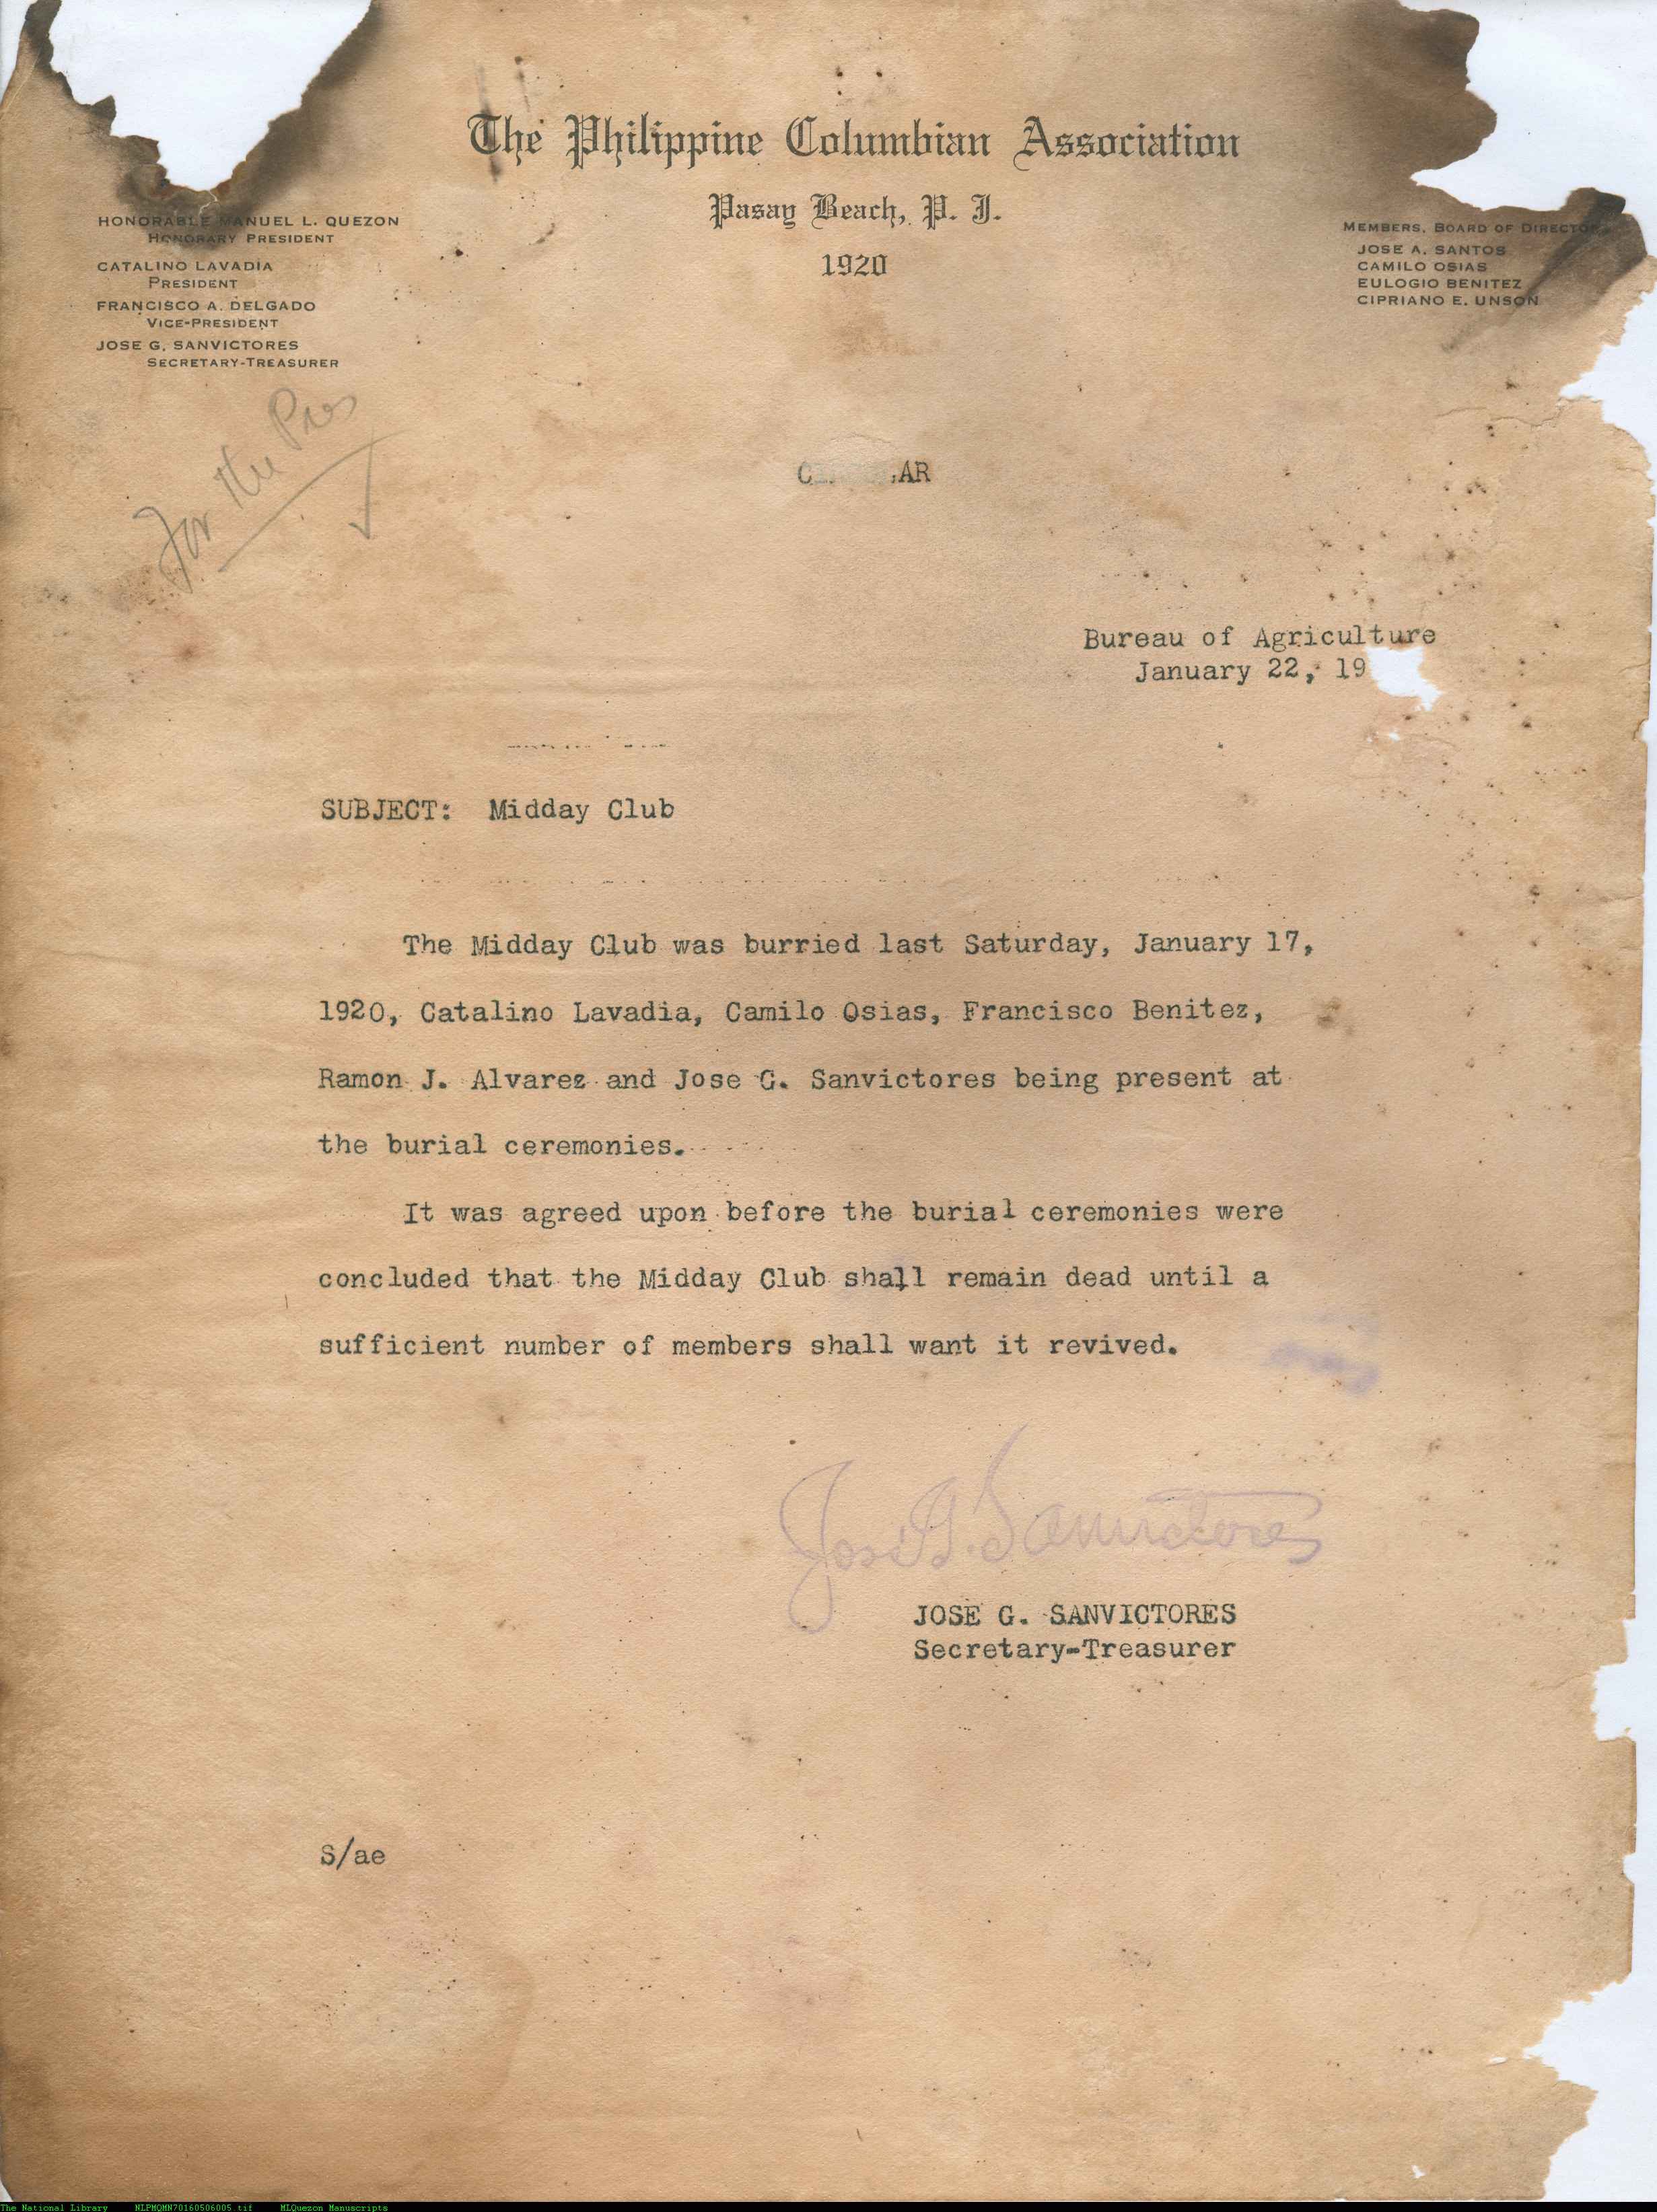 The Philippine Columbian Association
Pasay Beach, P. I.
1920
HONORABLE MANUEL L. QUEZON
HONORARY PRESIDENT
CATALINO LAVADIA
PRESIDENT
FRANCISCO A. DELGADO
VICE-PRESIDENT
JOSE G. SANVICTORES
SECRETARY-TREASURER
MEMBERS, BOARD OF DIRECTORS
JOSE A. SANTOS
CAMILO OSIAS
EULOGIO BENITEZ
CIPRIANO E. UNSON
For the Pres
Bureau of Agriculture
January 22, 19
SUBJECT: Midday Club
The Midday Club was burried last Saturday, January 17,
1920, Catalino Lavadia, Camilo Osias, Francisco Benitez,
Ramon J. Alvarez and Jose G. Sanvictores being present at
the burial ceremonies.
It was agreed upon before the burial ceremonies were
concluded that the Midday Club shall remain dead until a
sufficient number of members shall want it revived.
Jose G. Sanvictores
JOSE G. SANVICTORES
Secretary-Treasurer
S/ae
The National Library NLPMQMN70160506005.tif MLQuezon Manuscripts